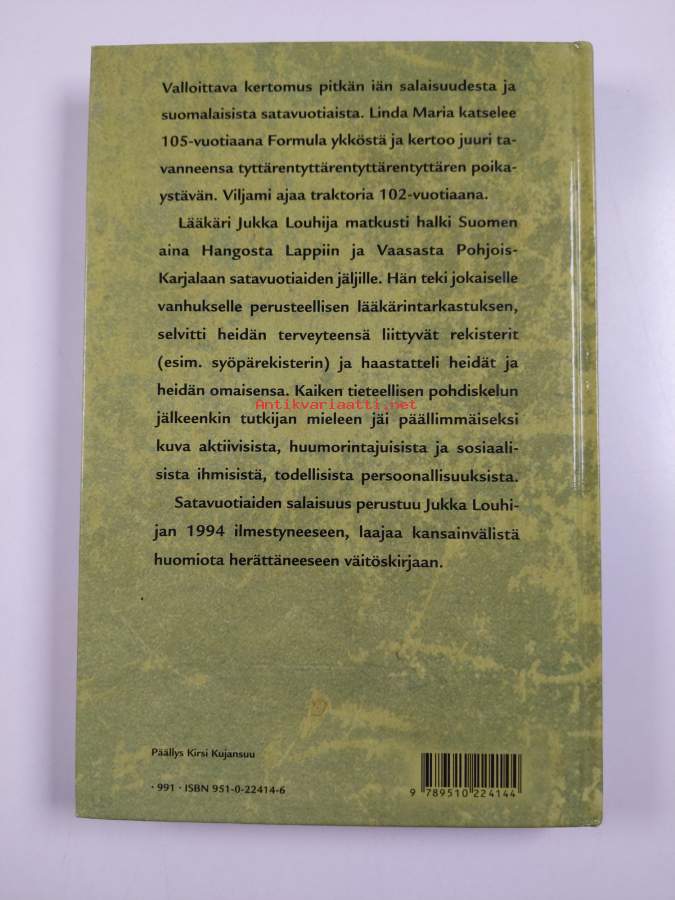 Valloittava kertomus pitkän iän salaisuudesta ja
suomalaisista satavuotiaista. Linda Maria katselee
105-vuotiaana Formula ykköstä ja kertoo juuri ta-
vanneensa tyttärentyttärentyttärentyttären poika-
ystävän. Viljami ajaa traktoria 102-vuotiaana.
Lääkäri Jukka Louhija matkusti halki Suomen
aina Hangosta Lappiin ja Vaasasta Pohjois-
Karjalaan satavuotiaiden jäljille. Hän teki jokaiselle
vanhukselle perusteellisen lääkärintarkastuksen,
selvitti heidän terveyteensä liittyvät rekisterit
(esim. syöpärekisterin) ja haastatteli heidät ja
heidän omaisensa. Kaiken tieteellisen pohdiskelun
Antikvariaatti.net
jälkeenkin tutkijan mieleen jäi päällimmäiseksi
kuva aktiivisista, huumorintajuisista ja sosiaali-
sista ihmisistä, todellisista persoonallisuuksista.
Satavuotiaiden salaisuus perustuu Jukka Louhi-
jan 1994 ilmestyneeseen, laajaa kansainvälistä
huomiota herättäneeseen väitöskirjaan.
Päällys Kirsi Kujansuu
· 991 · ISBN 951-0-22414-6
9 789510 224144